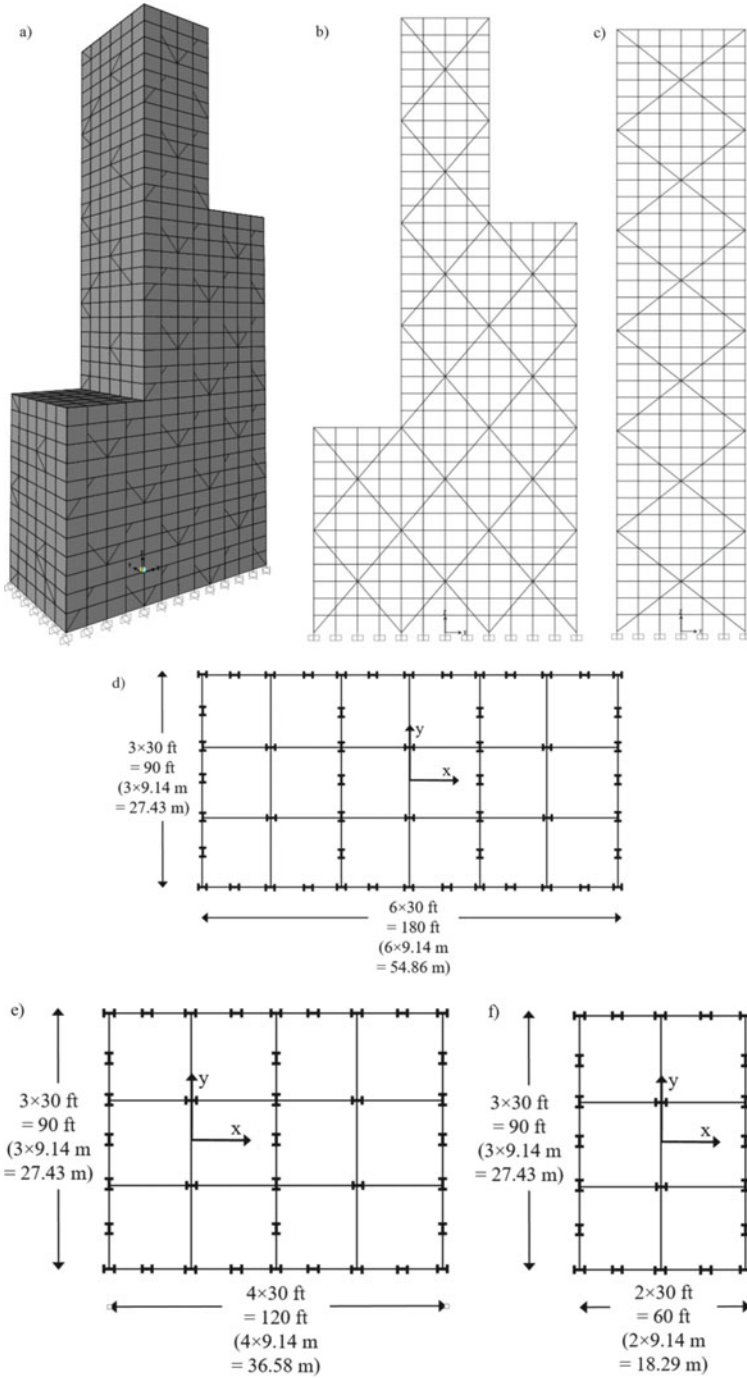 a)
b)
c)
d)
3×30 ft
= 90 ft
(3×9.14 m
= 27.43 m)
y
x
6×30 ft
= 180 ft
(6×9.14 m
= 54.86 m)
e)
3×30 ft
= 90 ft
(3×9.14 m
= 27.43 m)
y
x
4×30 ft
= 120 ft
(4×9.14 m
= 36.58 m)
f)
3×30 ft
= 90 ft
(3×9.14 m
= 27.43 m)
y
x
2×30 ft
= 60 ft
(2×9.14 m
= 18.29 m)